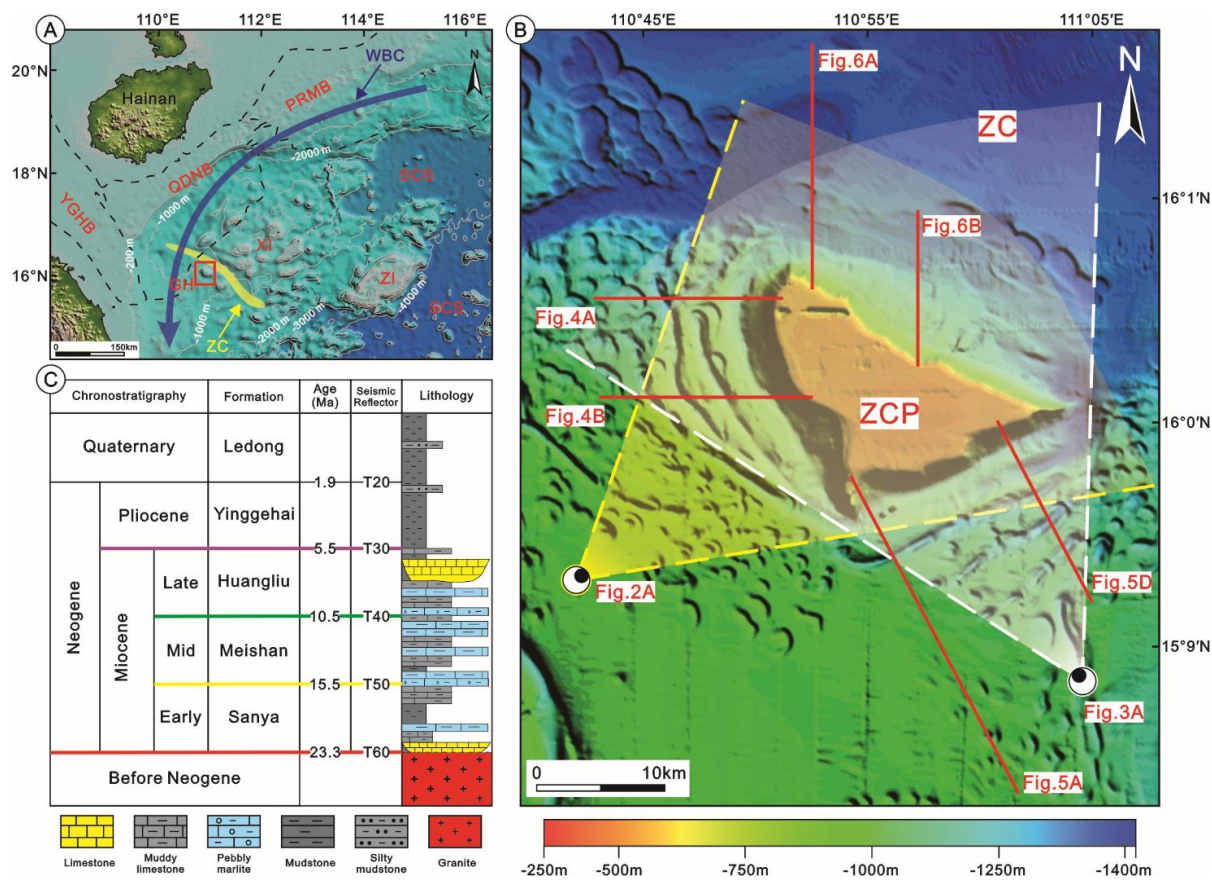 A
110°E
112°E
114°E
116°E
20°N
18°N
16°N
N
WBC
PRMB
Hainan
-2000 m
QDNB
SCS
-1000 m
YGHB
-200 m
XI
ZI
GH
-4000 m
SCS
-1000 m
-2000 m
-3000 m
ZC
0 150km
B
110°45'E
110°55'E
111°05'E
Fig.6A
N
ZC
16°1'N
Fig.6B
Fig.4A
Fig.4B
ZCP
16°0'N
Fig.2A
Fig.5D
15°9'N
Fig.3A
Fig.5A
0 10km
-250m -500m -750m -1000m -1250m -1400m
C
Chronostratigraphy Formation Age (Ma) Seismic Reflector Lithology
Quaternary Ledong
1.9 T20
Neogene
Pliocene Yinggehai
5.5 T30
Miocene
Late Huangliu
10.5 T40
Mid Meishan
15.5 T50
Early Sanya
23.3 T60
Before Neogene
Limestone
Muddy limestone
Pebbly marlite
Mudstone
Silty mudstone
Granite